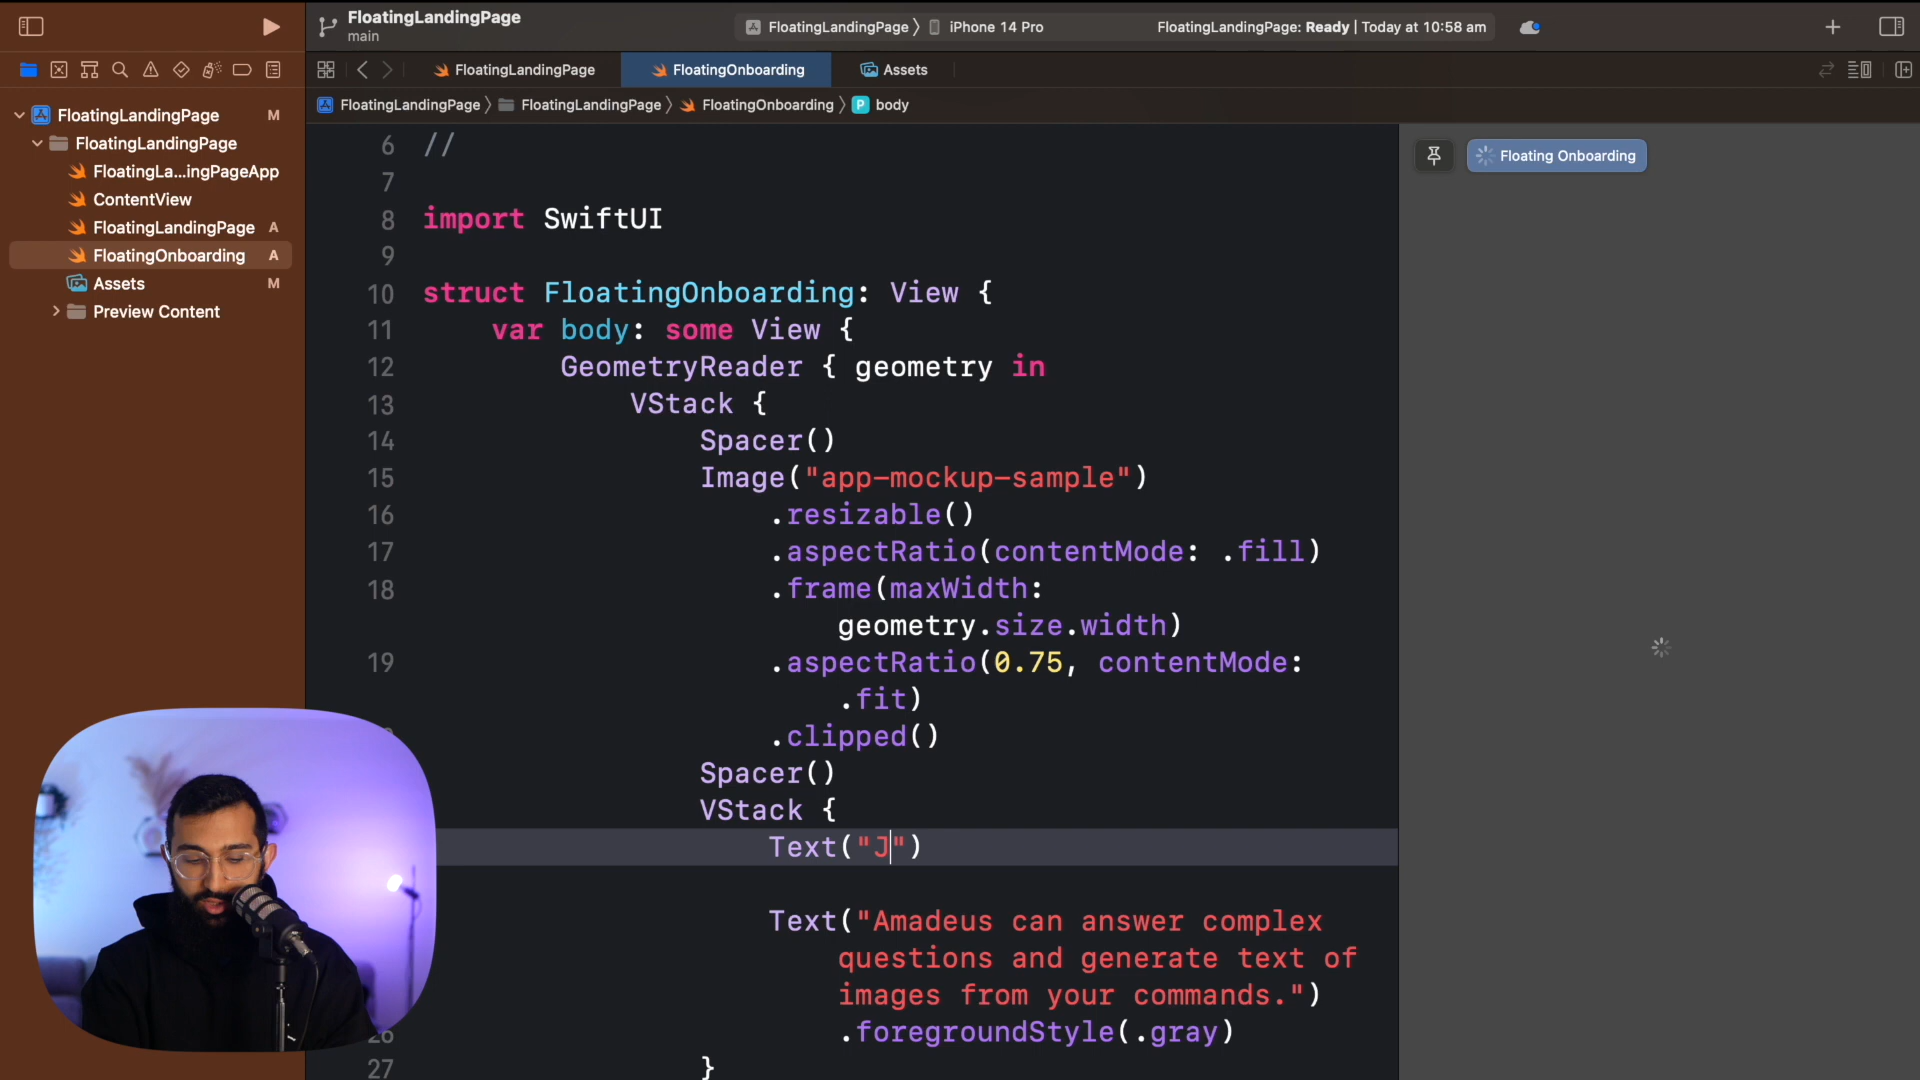 FloatingLandingPage
main
FloatingLandingPage
iPhone 14 Pro
FloatingLandingPage: Ready | Today at 10:58 am
FloatingLandingPage
FloatingOnboarding
Assets
FloatingLandingPage
FloatingLandingPage
FloatingOnboarding
P body
FloatingLandingPage M
FloatingLandingPage
FloatingLa...ingPageApp
ContentView
FloatingLandingPage A
FloatingOnboarding A
Assets M
Preview Content
6 //
7
8 import SwiftUI
9
10 struct FloatingOnboarding: View {
11 var body: some View {
12 GeometryReader { geometry in
13 VStack {
14 Spacer()
15 Image("app-mockup-sample")
16 .resizable()
17 .aspectRatio(contentMode: .fill)
18 .frame(maxWidth:
geometry.size.width)
19 .aspectRatio(0.75, contentMode:
.fit)
.clipped()
Spacer()
VStack {
Text("J")
Text("Amadeus can answer complex
questions and generate text of
images from your commands.")
26 .foregroundStyle(.gray)
27 }
Floating Onboarding